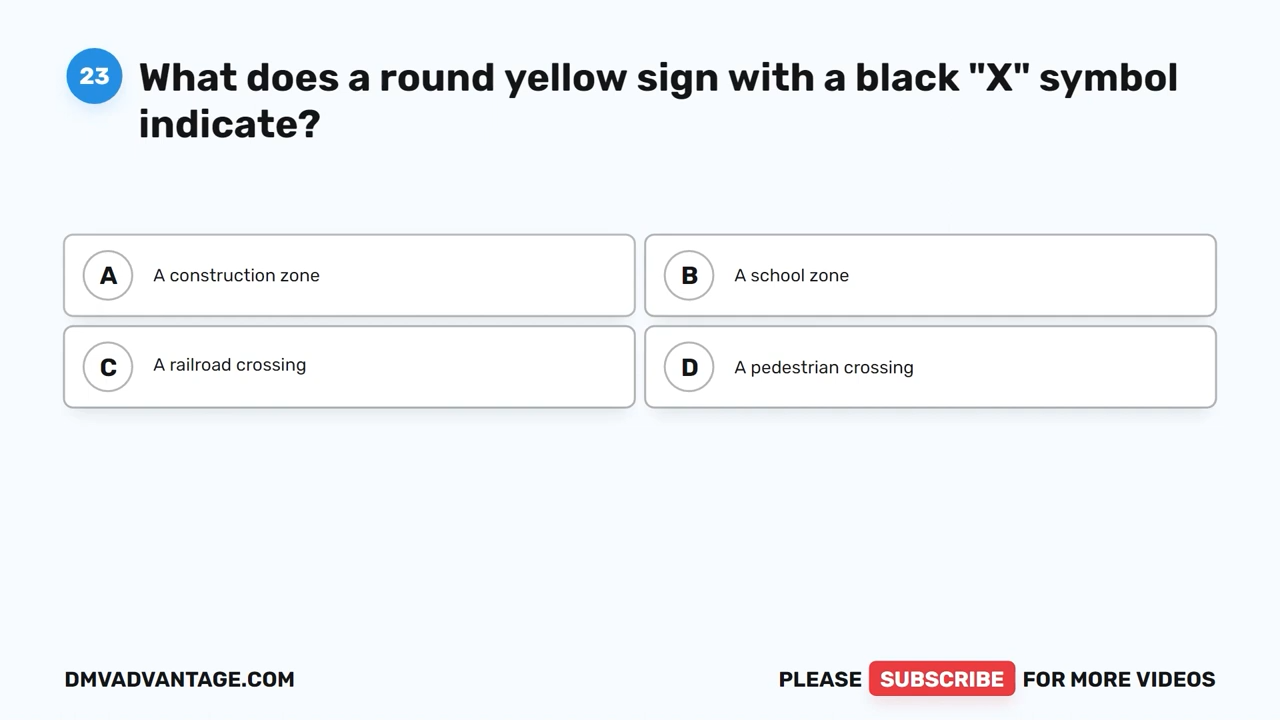 23
What does a round yellow sign with a black "X" symbol
indicate?
A A construction zone
B A school zone
C A railroad crossing
D A pedestrian crossing
DMVADVANTAGE.COM
PLEASE SUBSCRIBE FOR MORE VIDEOS